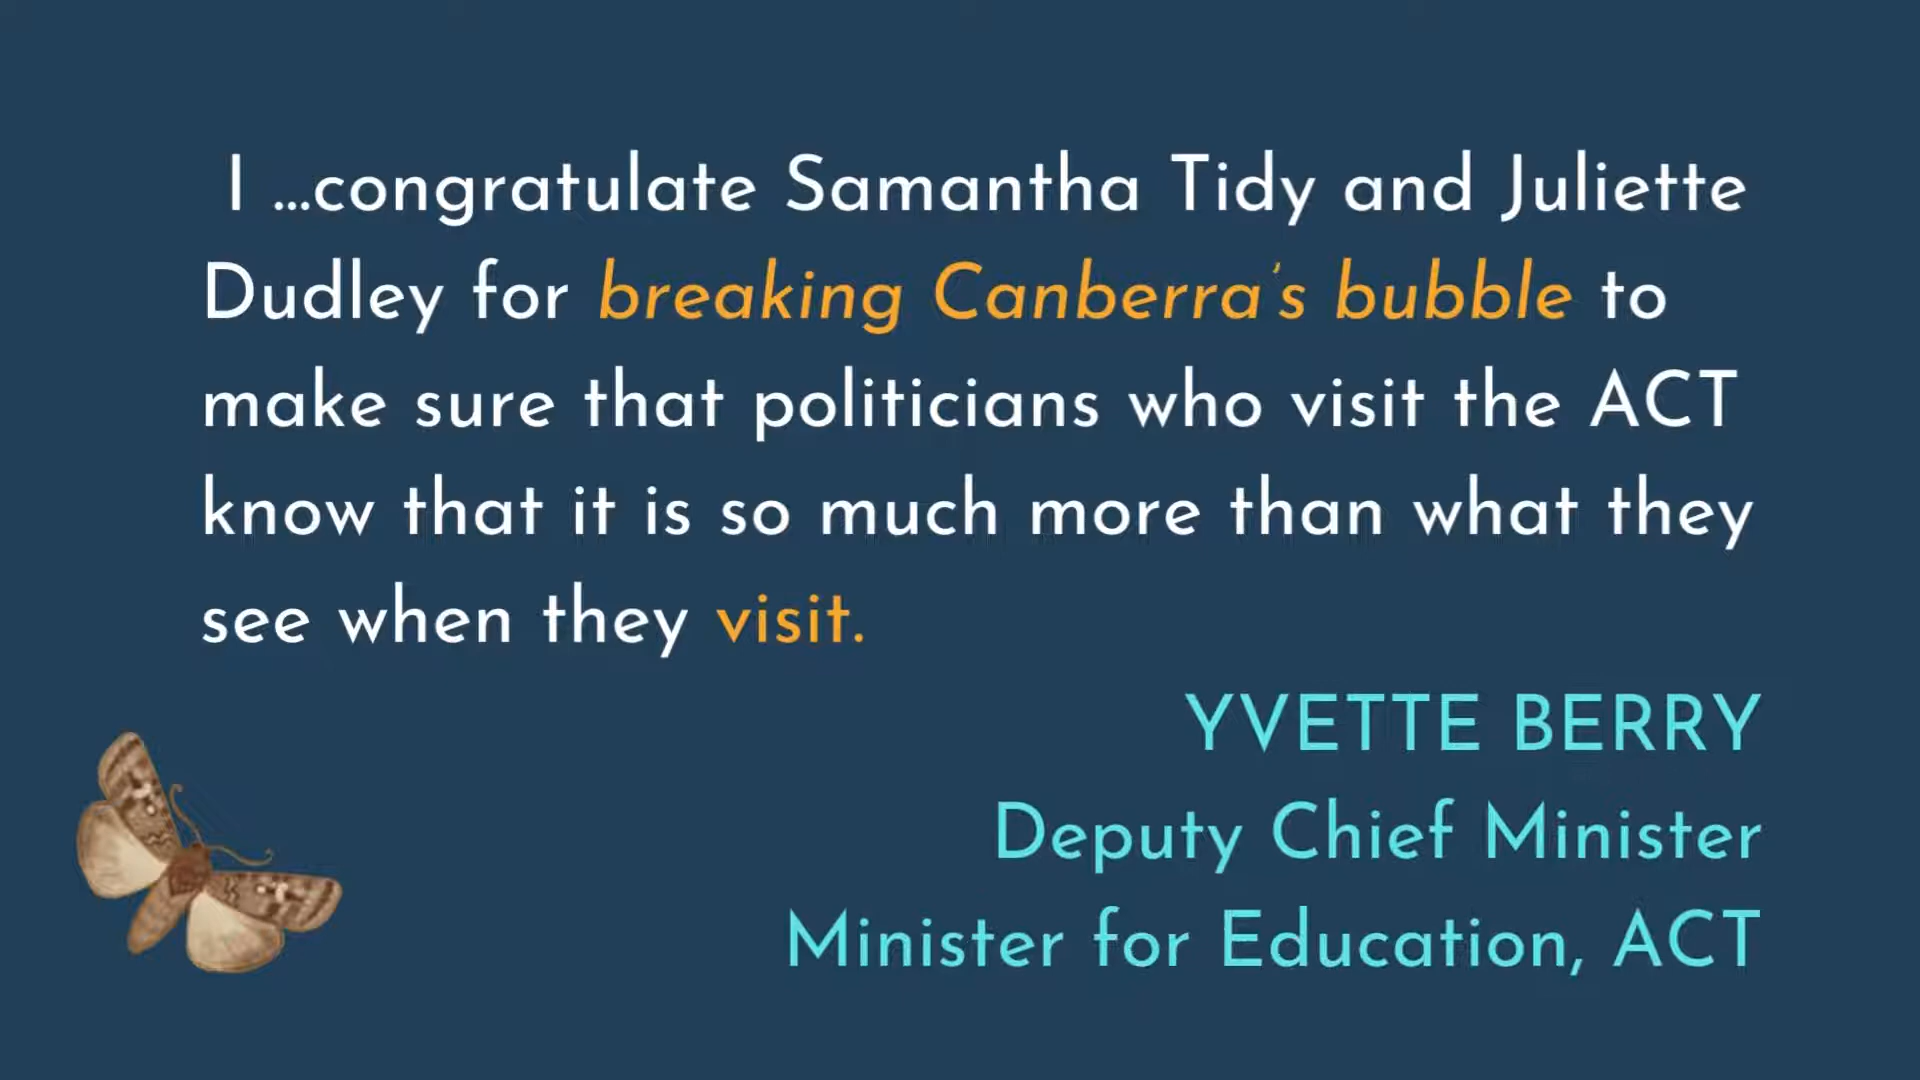 I ...congratulate Samantha Tidy and Juliette
Dudley for breaking Canberra's bubble to
make sure that politicians who visit the ACT
know that it is so much more than what they
see when they visit.
YVETTE BERRY
Deputy Chief Minister
Minister for Education, ACT